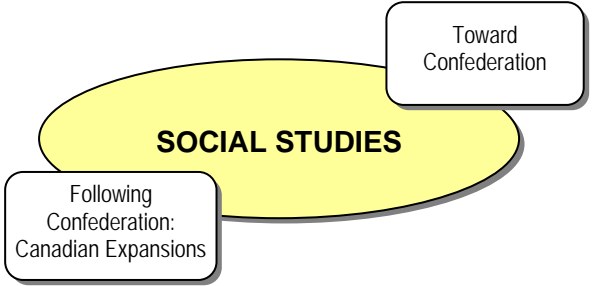 Toward
Confederation
SOCIAL STUDIES
Following
Confederation:
Canadian Expansions